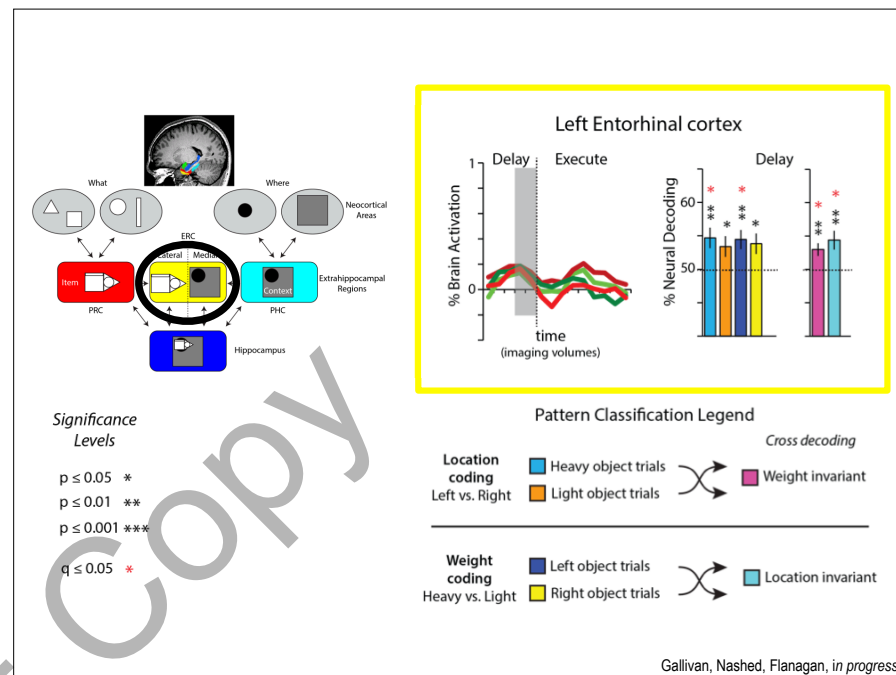 What
Where
Neocortical
Areas
ERC
Lateral
Medial
Item
Context
Extrahippocampal
Regions
PRC
PHC
Hippocampus
Significance
Levels
p ≤ 0.05 *
p ≤ 0.01 **
p ≤ 0.001 ***
q ≤ 0.05 *
Left Entorhinal cortex
Delay
Execute
1
0
-1
% Brain Activation
time
(imaging volumes)
Delay
60
50
% Neural Decoding
*
**
*
*
**
*
*
**
*
**
Pattern Classification Legend
Cross decoding
Location
coding
Left vs. Right
Heavy object trials
Light object trials
Weight invariant
Weight
coding
Heavy vs. Light
Left object trials
Right object trials
Location invariant
Gallivan, Nashed, Flanagan, in progress
Copy